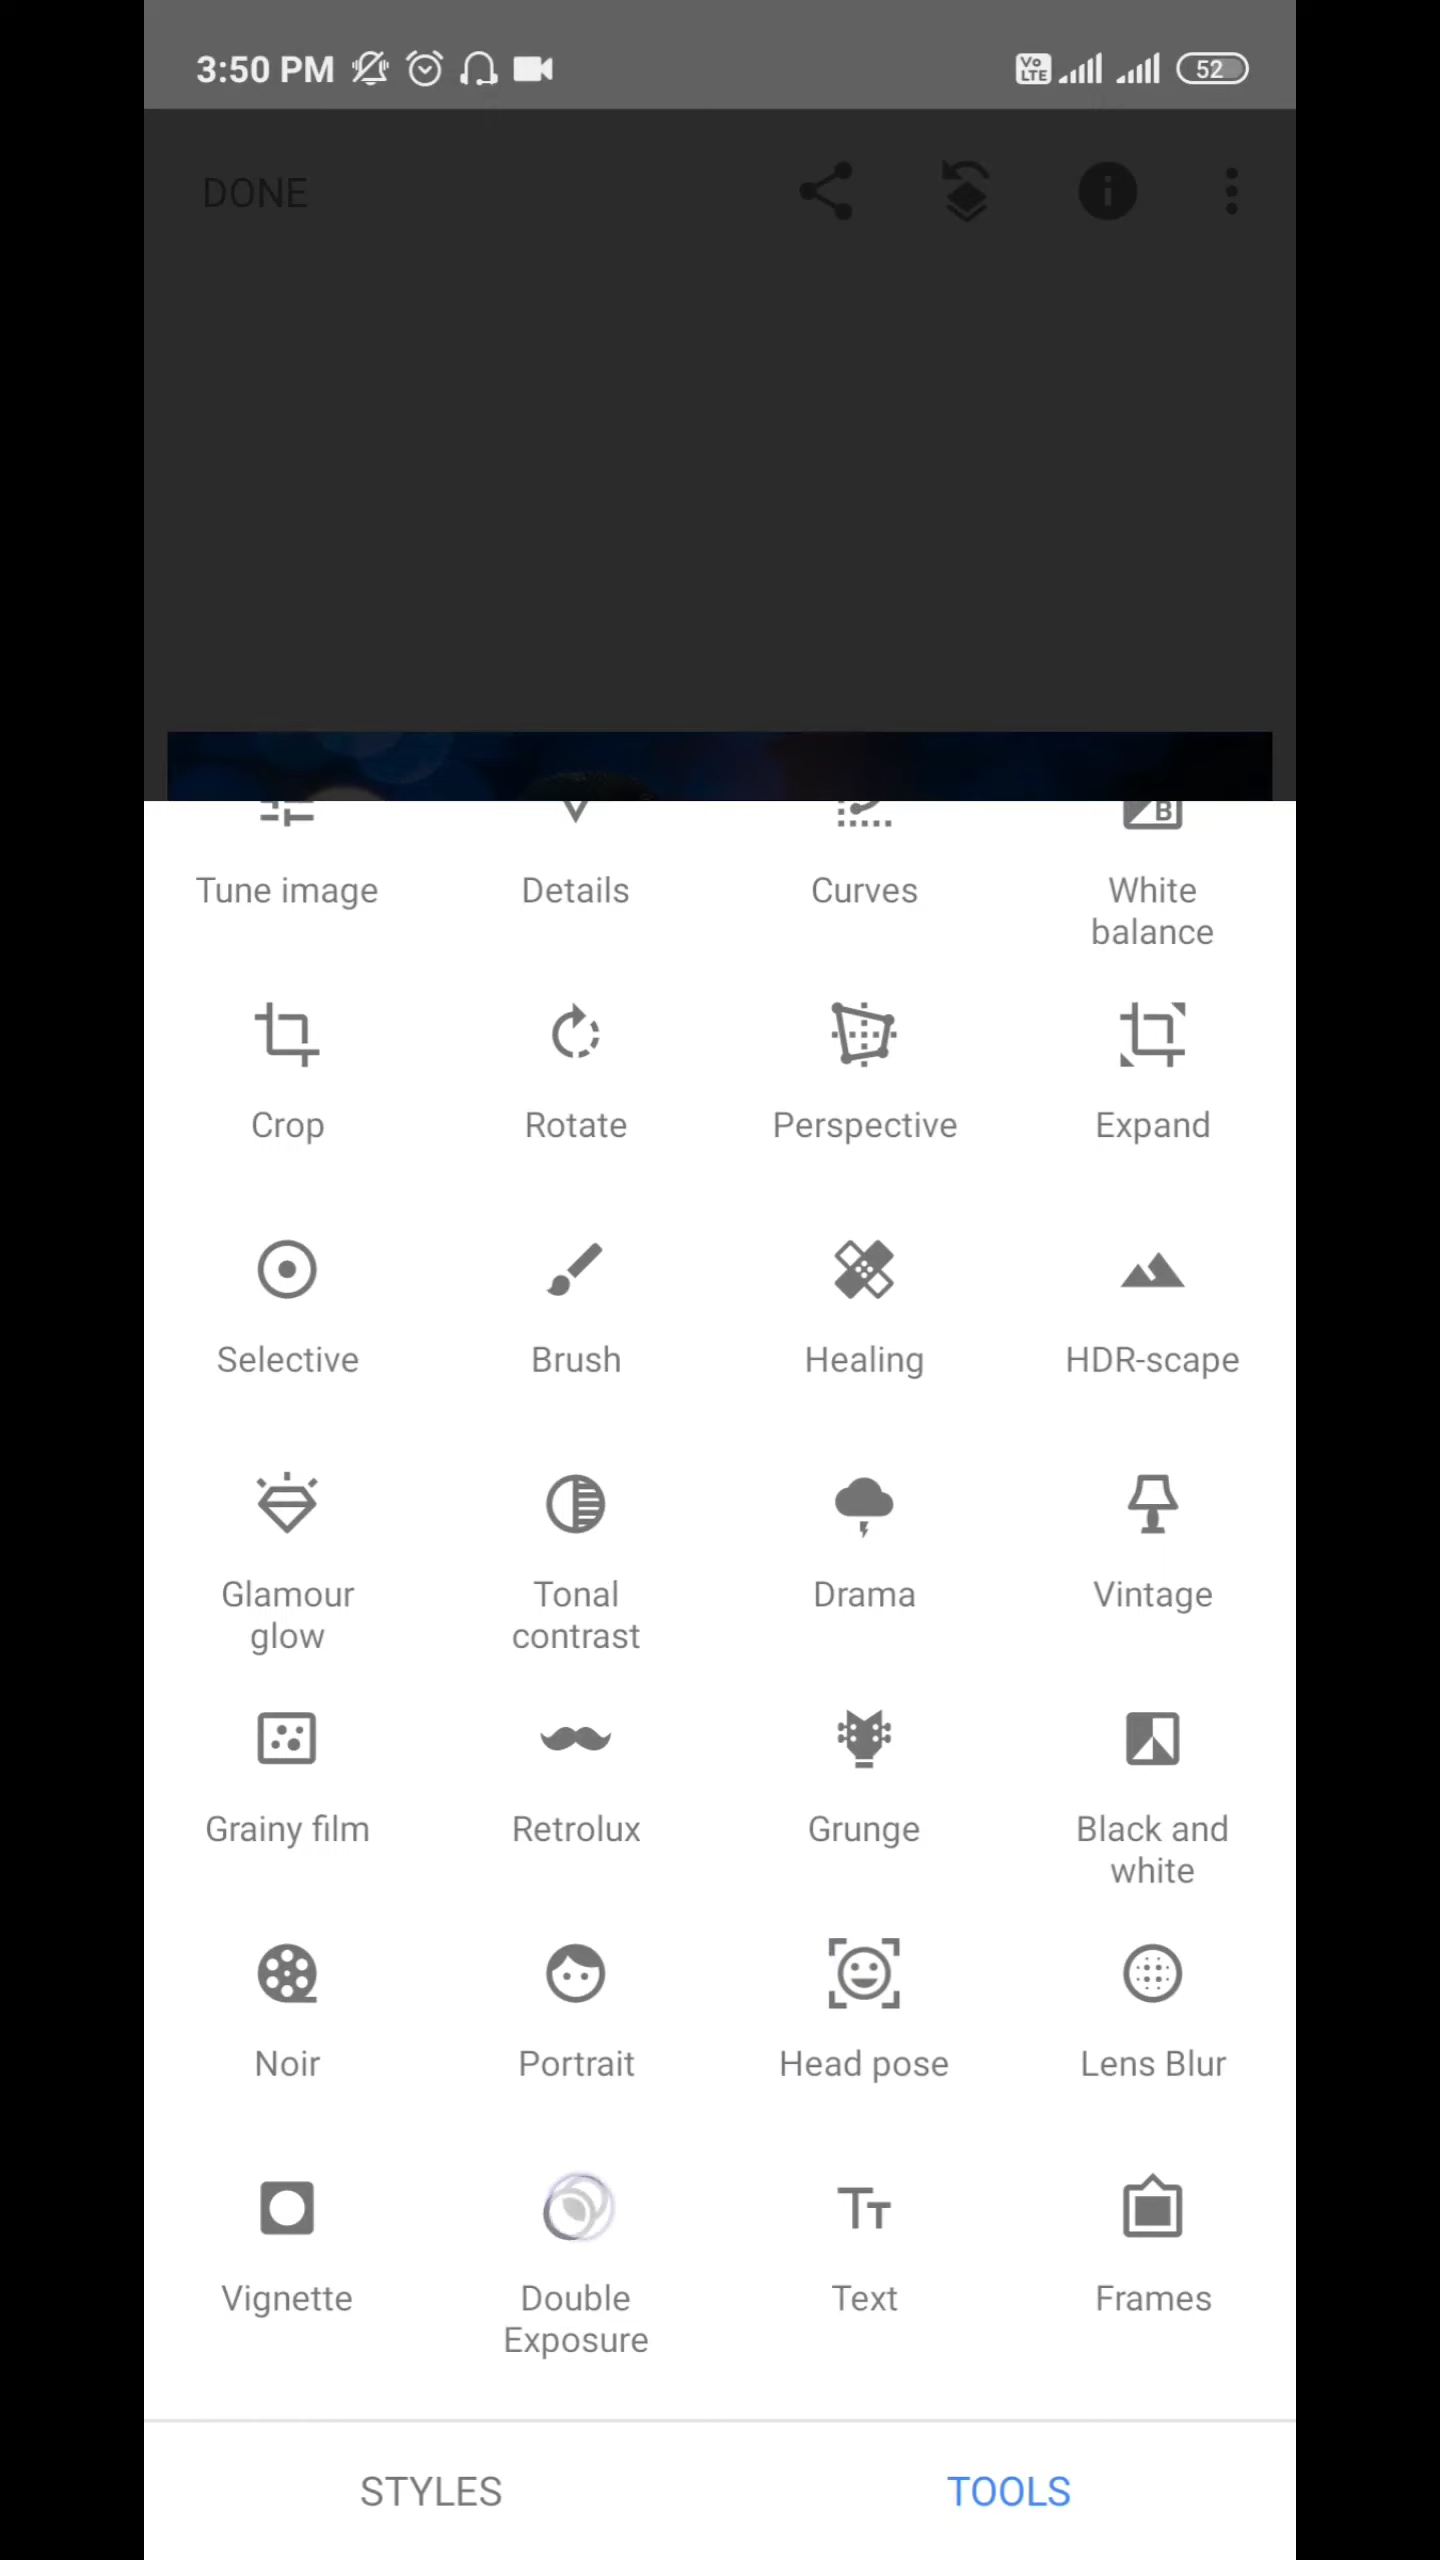 3:50 PM Vo LTE 52
DONE
Tune image Details Curves White balance
Crop Rotate Perspective Expand
Selective Brush Healing HDR-scape
Glamour glow Tonal contrast Drama Vintage
Grainy film Retrolux Grunge Black and white
Noir Portrait Head pose Lens Blur
Vignette Double Exposure Text Frames
STYLES TOOLS